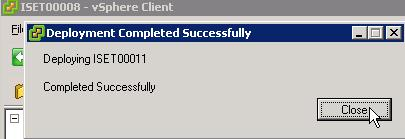 ISET00008 - vSphere Client
Deployment Completed Successfully
Deploying ISET00011
Completed Successfully
Close